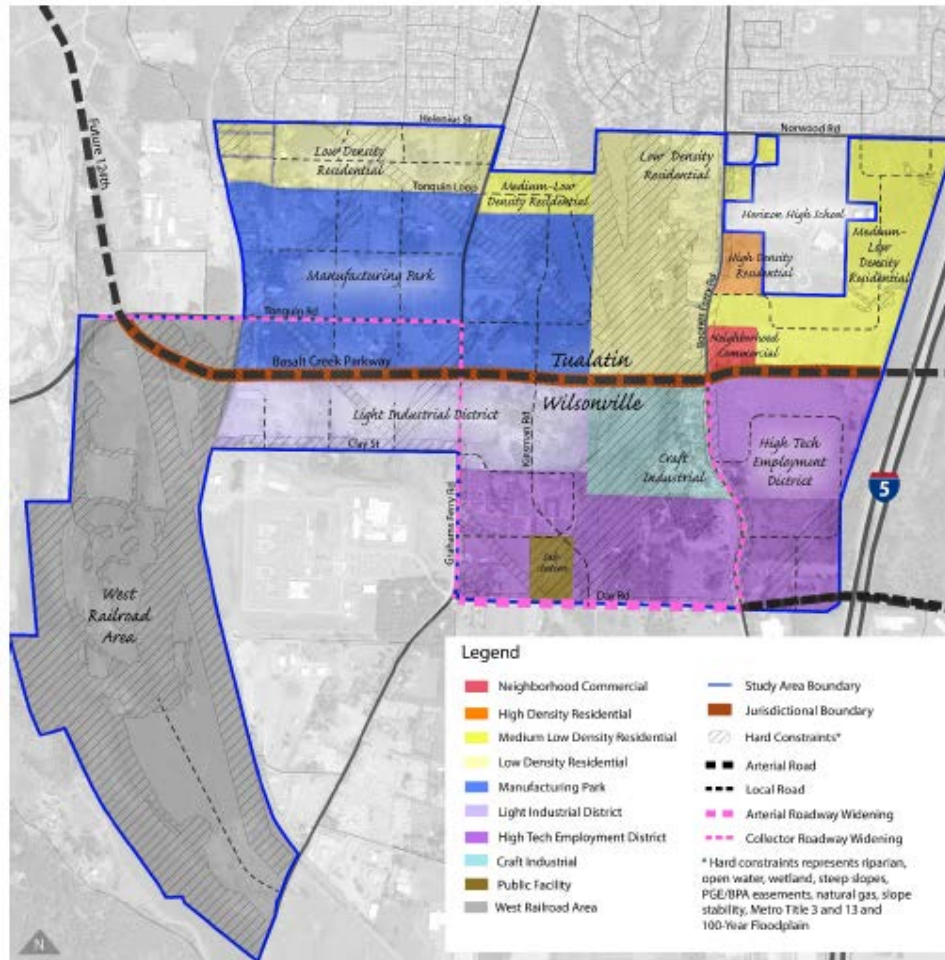 Future 124th
Helenius St
Norwood Rd
Low Density
Residential
Low Density
Residential
Tonquin Loop
Medium-Low
Density Residential
Horizon High School
Medium-
Low
Density
Residential
High Density
Residential
Manufacturing Park
Boones Ferry Rd
Tonquin Rd
Neighborhood
Commercial
Basalt Creek Parkway
Tualatin
Wilsonville
Light Industrial District
Kinsman Rd
Clay St
Craft
Industrial
High Tech
Employment
District
5
Grahams Ferry Rd
Sub-
station
Day Rd
West
Railroad
Area
N
Legend
Neighborhood Commercial
High Density Residential
Medium Low Density Residential
Low Density Residential
Manufacturing Park
Light Industrial District
High Tech Employment District
Craft Industrial
Public Facility
West Railroad Area
Study Area Boundary
Jurisdictional Boundary
Hard Constraints*
Arterial Road
Local Road
Arterial Roadway Widening
Collector Roadway Widening
* Hard constraints represents riparian,
open water, wetland, steep slopes,
PGE/BPA easements, natural gas, slope
stability, Metro Title 3 and 13 and
100-Year Floodplain